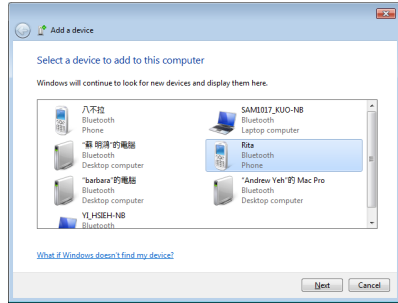 Add a device
Select a device to add to this computer
Windows will continue to look for new devices and display them here.
八不拉
Bluetooth
Phone
SAM1017_KUO-NB
Bluetooth
Laptop computer
"蘇 明鴻"的電腦
Bluetooth
Desktop computer
Rita
Bluetooth
Phone
"barbara"的電腦
Bluetooth
Desktop computer
"Andrew Yeh"的 Mac Pro
Bluetooth
Desktop computer
YI_HSIEH-NB
Bluetooth
What if Windows doesn't find my device?
Next
Cancel